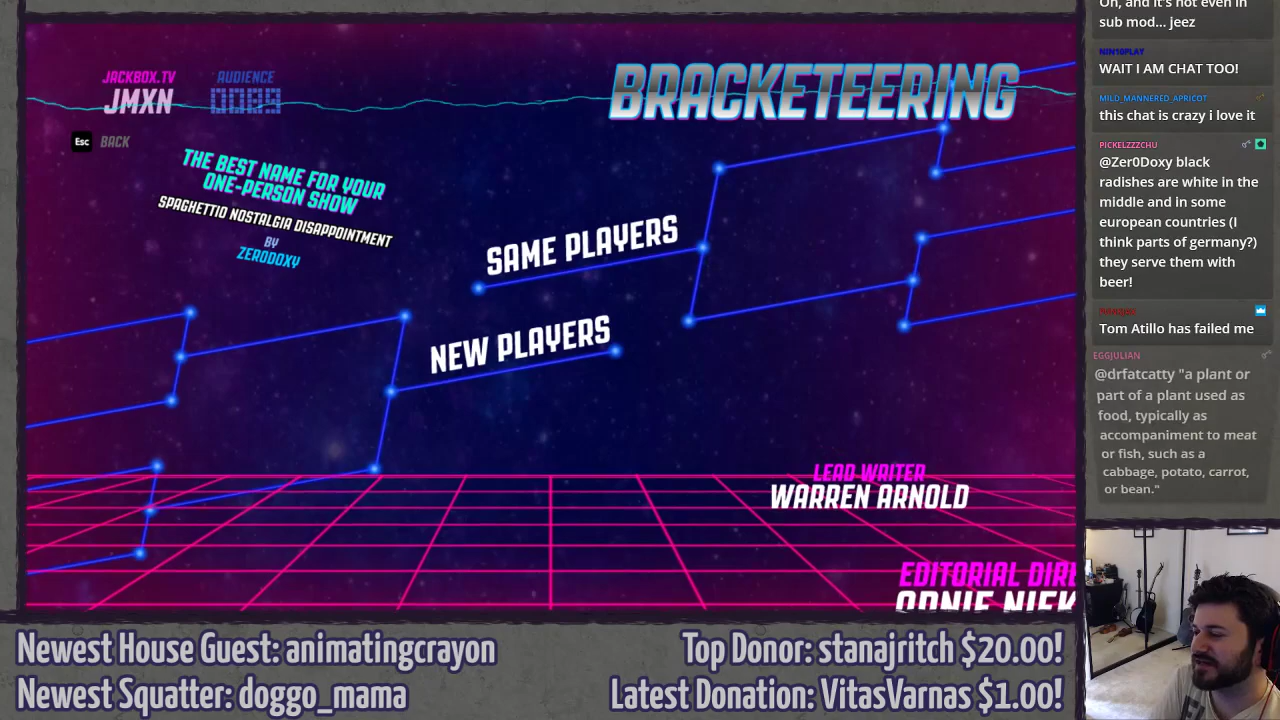 JACKBOX.TV
JMXN
AUDIENCE
BRACKETEERING
Esc BACK
THE BEST NAME FOR YOUR
ONE-PERSON SHOW
SPAGHETTIO NOSTALGIA DISAPPOINTMENT
BY
ZERODOXY
SAME PLAYERS
NEW PLAYERS
LEAD WRITER
WARREN ARNOLD
EDITORIAL
Oh, and it's not even in
sub mod... jeez
NIN10PLAY
WAIT I AM CHAT TOO!
MILD_MANNERED_APRICOT
this chat is crazy i love it
PICKELZZZCHU
@Zer0Doxy black
radishes are white in the
middle and in some
european countries (I
think parts of germany?)
they serve them with
beer!
Tom Atillo has failed me
EGGJULIAN
@drfatcatty "a plant or
part of a plant used as
food, typically as
accompaniment to meat
or fish, such as a
cabbage, potato, carrot,
or bean."
Newest House Guest: animatingcrayon
Newest Squatter: doggo_mama
Top Donor: stanajritch $20.00!
Latest Donation: VitasVarnas $1.00!